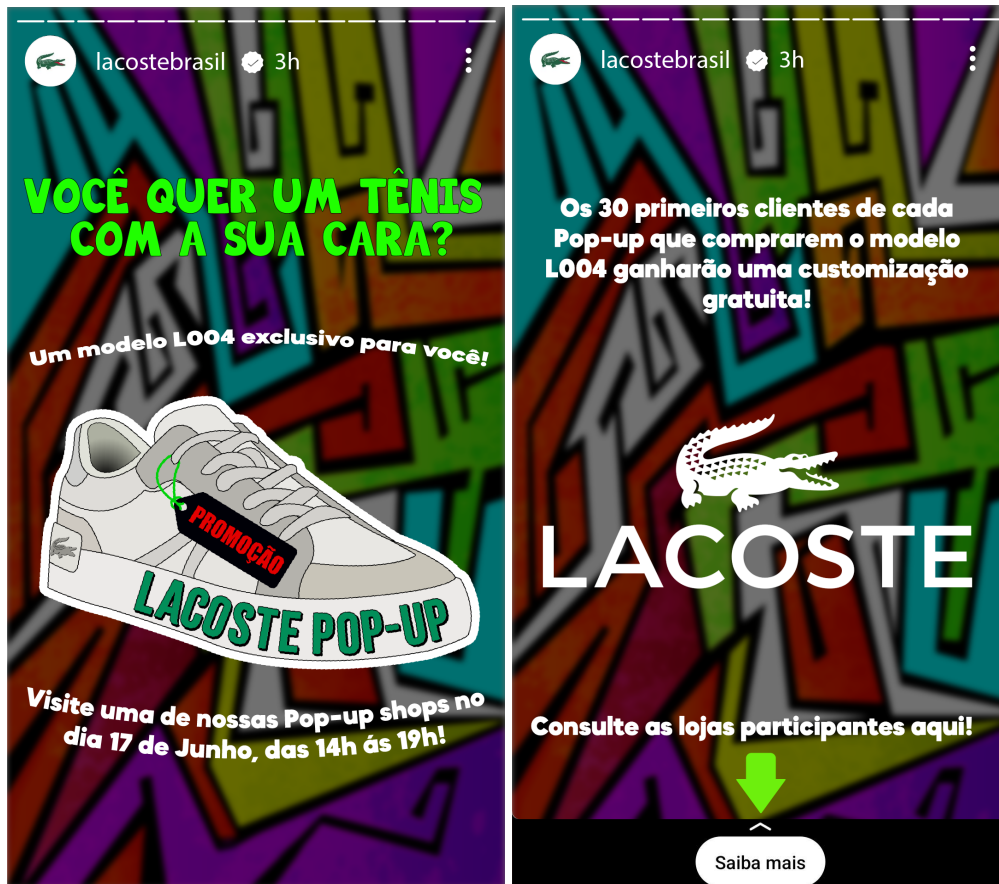 lacostebrasil 3h
VOCÊ QUER UM TÊNIS
COM A SUA CARA?
Um modelo L004 exclusivo para você!
PROMOÇÃO
LACOSTE POP-UP
Visite uma de nossas Pop-up shops no
dia 17 de Junho, das 14h ás 19h!
lacostebrasil 3h
Os 30 primeiros clientes de cada
Pop-up que comprarem o modelo
L004 ganharão uma customização
gratuita!
LACOSTE
Consulte as lojas participantes aqui!
Saiba mais